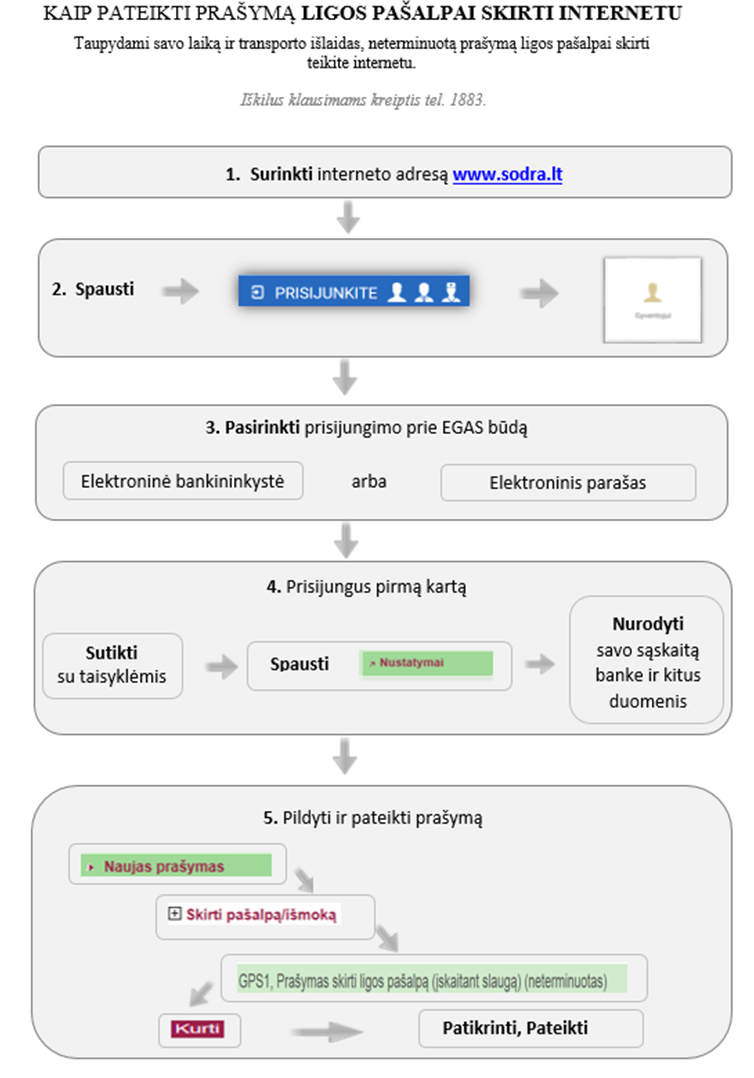 KAIP PATEIKTI PRAŠYMĄ LIGOS PAŠALPAI SKIRTI INTERNETU
Taupydami savo laiką ir transporto išlaidas, neterminuotą prašymą ligos pašalpai skirti
teikite internetu.
Iškilus klausimams kreiptis tel. 1883.
1. Surinkti interneto adresą www.sodra.lt
2. Spausti
PRISIJUNKITE
Gyventojui
3. Pasirinkti prisijungimo prie EGAS būdą
Elektroninė bankininkystė
arba
Elektroninis parašas
4. Prisijungus pirmą kartą
Sutikti
su taisyklėmis
Spausti
Nustatymai
Nurodyti
savo sąskaitą
banke ir kitus
duomenis
5. Pildyti ir pateikti prašymą
Naujas prašymas
Skirti pašalpą/išmoką
GPS1, Prašymas skirti ligos pašalpą (įskaitant slaugą) (neterminuotas)
Kurti
Patikrinti, Pateikti